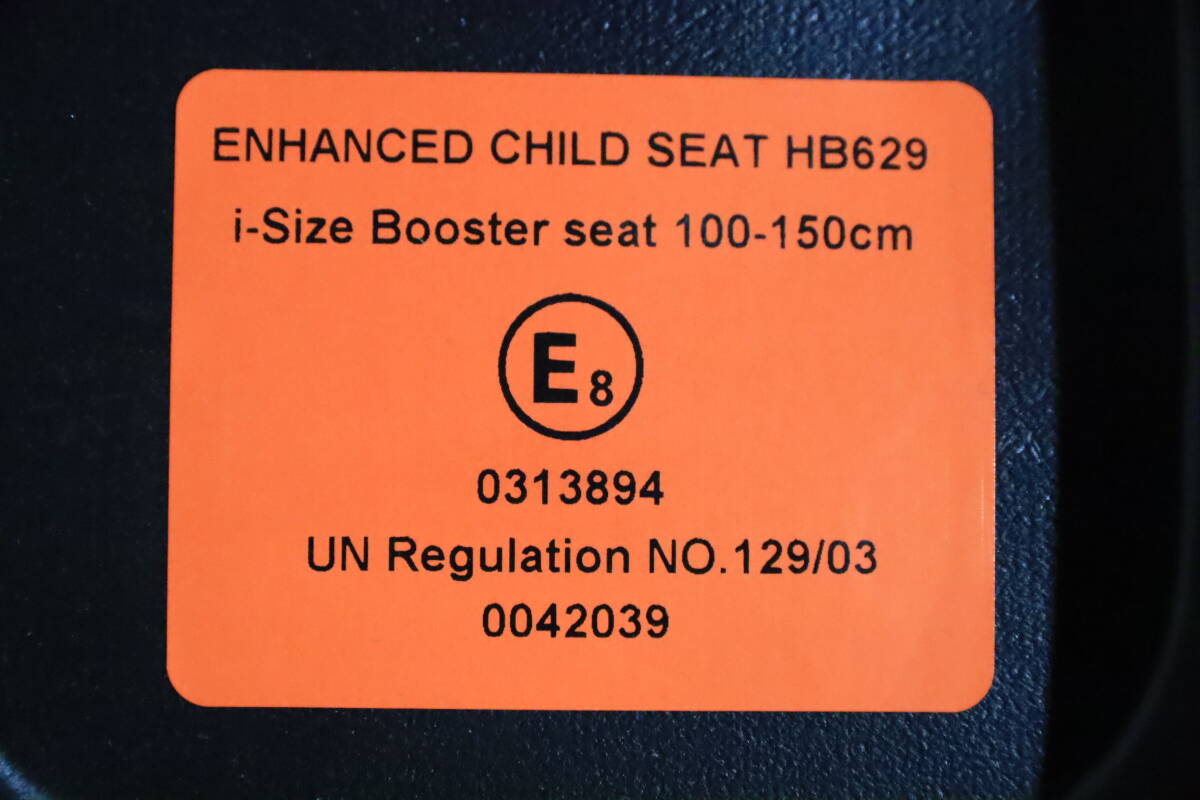 ENHANCED CHILD SEAT HB629
i-Size Booster seat 100-150cm
E8
0313894
UN Regulation NO.129/03
0042039